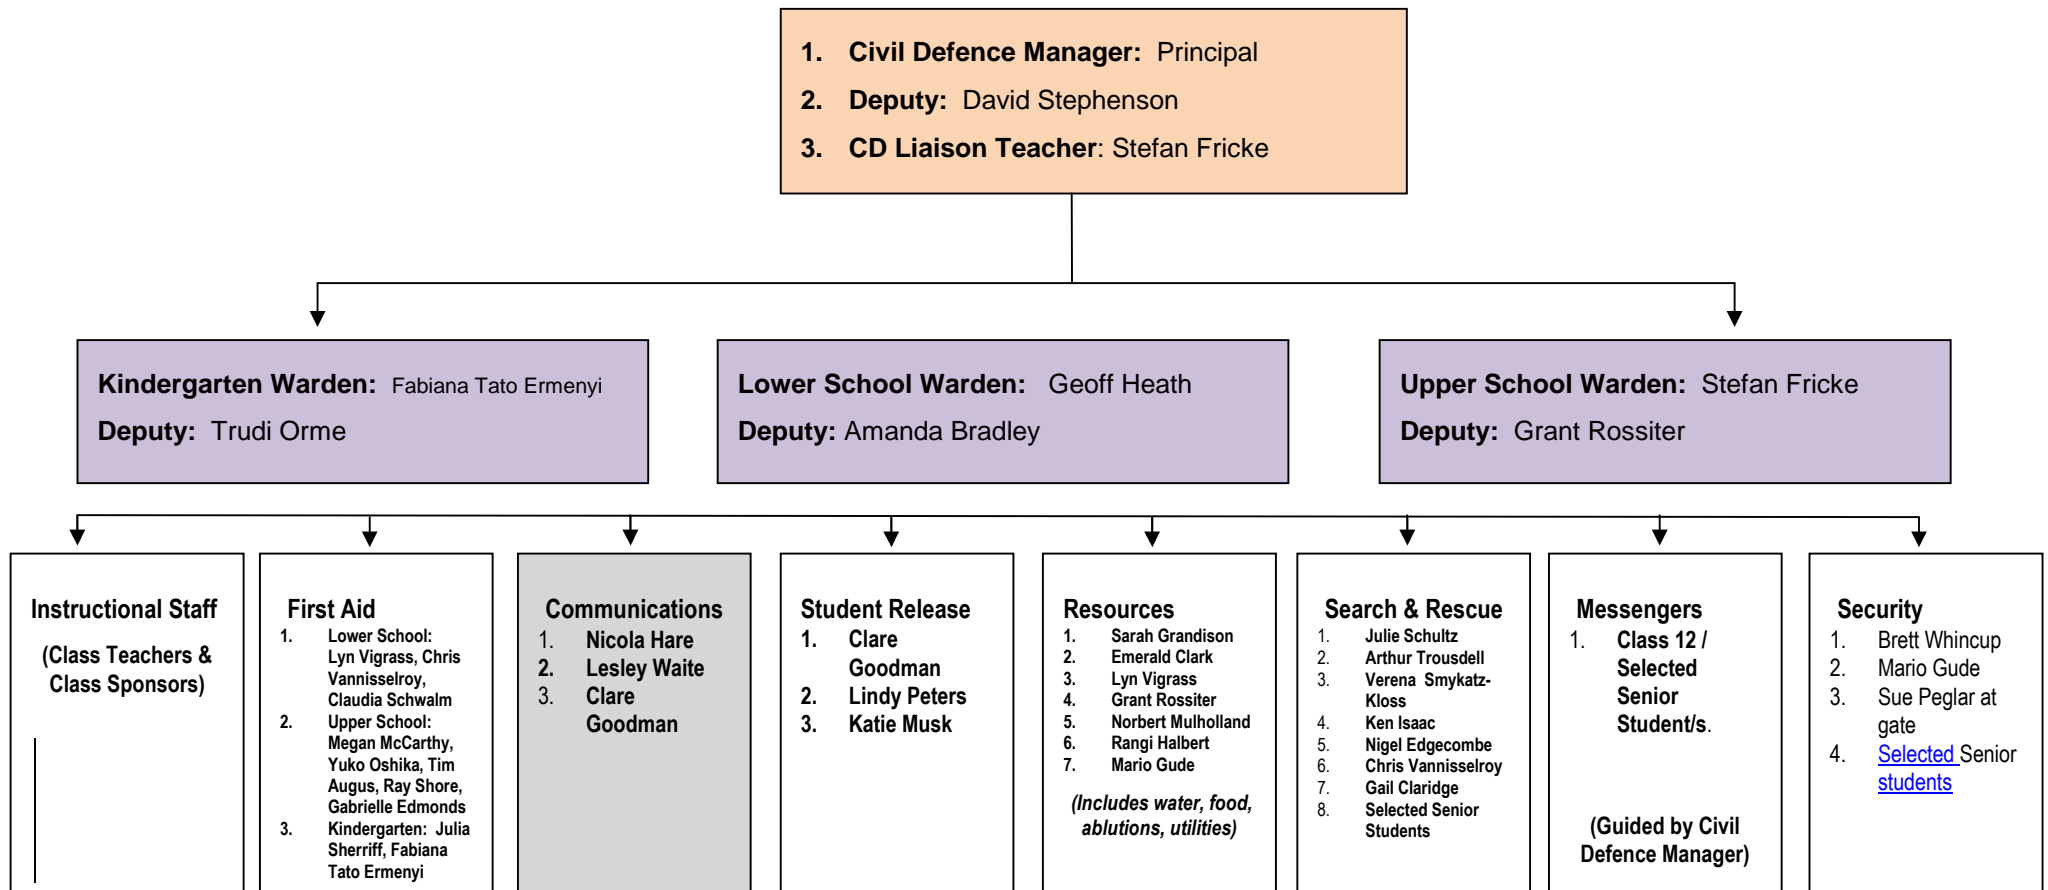 1. Civil Defence Manager: Principal
2. Deputy: David Stephenson
3. CD Liaison Teacher: Stefan Fricke
Kindergarten Warden: Fabiana Tato Ermenyi
Deputy: Trudi Orme
Lower School Warden: Geoff Heath
Deputy: Amanda Bradley
Upper School Warden: Stefan Fricke
Deputy: Grant Rossiter
Instructional Staff
(Class Teachers &
Class Sponsors)
First Aid
1. Lower School:
Lyn Vigrass, Chris
Vannisselroy,
Claudia Schwalm
2. Upper School:
Megan McCarthy,
Yuko Oshika, Tim
Augus, Ray Shore,
Gabrielle Edmonds
3. Kindergarten: Julia
Sherriff, Fabiana
Tato Ermenyi
Communications
1. Nicola Hare
2. Lesley Waite
3. Clare
Goodman
Student Release
1. Clare
Goodman
2. Lindy Peters
3. Katie Musk
Resources
1. Sarah Grandison
2. Emerald Clark
3. Lyn Vigrass
4. Grant Rossiter
5. Norbert Mulholland
6. Rangi Halbert
7. Mario Gude
(Includes water, food,
ablutions, utilities)
Search & Rescue
1. Julie Schultz
2. Arthur Trousdell
3. Verena Smykatz-
Kloss
4. Ken Isaac
5. Nigel Edgecombe
6. Chris Vannisselroy
7. Gail Claridge
8. Selected Senior
Students
Messengers
1. Class 12 /
Selected
Senior
Student/s.
(Guided by Civil
Defence Manager)
Security
1. Brett Whincup
2. Mario Gude
3. Sue Peglar at
gate
4. Selected Senior
students